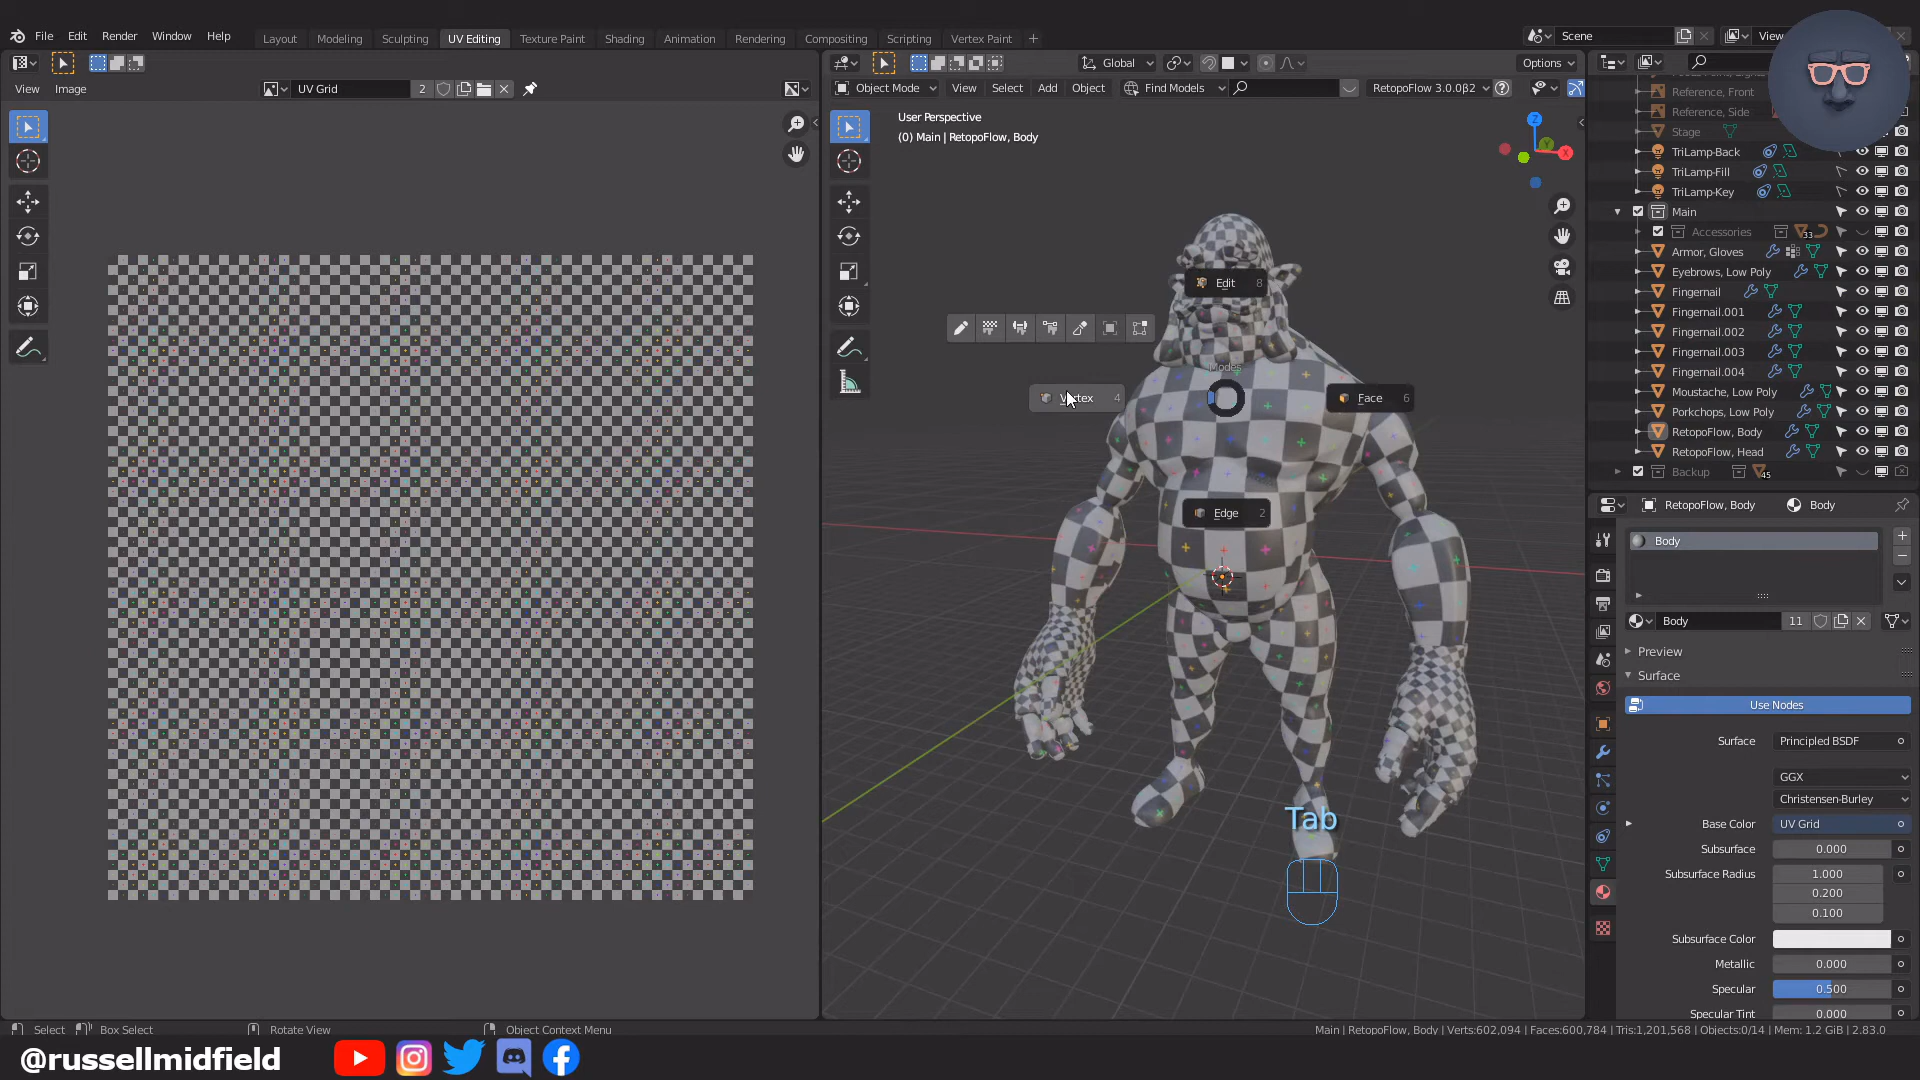 File Edit Render Window Help Layout Modeling Sculpting UV Editing Texture Paint Shading Animation Rendering Compositing Scripting Vertex Paint + Scene View
Global Options
View Image UV Grid 2 Object Mode View Select Add Object Find Models RetopoFlow 3.0.0β2
Reference, Front
Reference, Side
Stage
TriLamp-Back
TriLamp-Fill
TriLamp-Key
Main
Accessories 33
Armor, Gloves
Eyebrows, Low Poly
Fingernail
Fingernail.001
Fingernail.002
Fingernail.003
Fingernail.004
Moustache, Low Poly
Porkchops, Low Poly
RetopoFlow, Body
RetopoFlow, Head
Backup 45
User Perspective
(0) Main | RetopoFlow, Body
Z
Y
X
Edit 8
Modes
Vertex 4
Face 6
Edge 2
Tab
RetopoFlow, Body Body
Body
Body 11
Preview
Surface
Use Nodes
Surface Principled BSDF
GGX
Christensen-Burley
Base Color UV Grid
Subsurface 0.000
Subsurface Radius 1.000
0.200
0.100
Subsurface Color
Metallic 0.000
Specular 0.500
Specular Tint 0.000
Select Box Select Rotate View Object Context Menu Main | RetopoFlow, Body | Verts:602,094 | Faces:600,784 | Tris:1,201,568 | Objects:0/14 | Mem: 1.2 GiB | 2.83.0
@russellmidfield